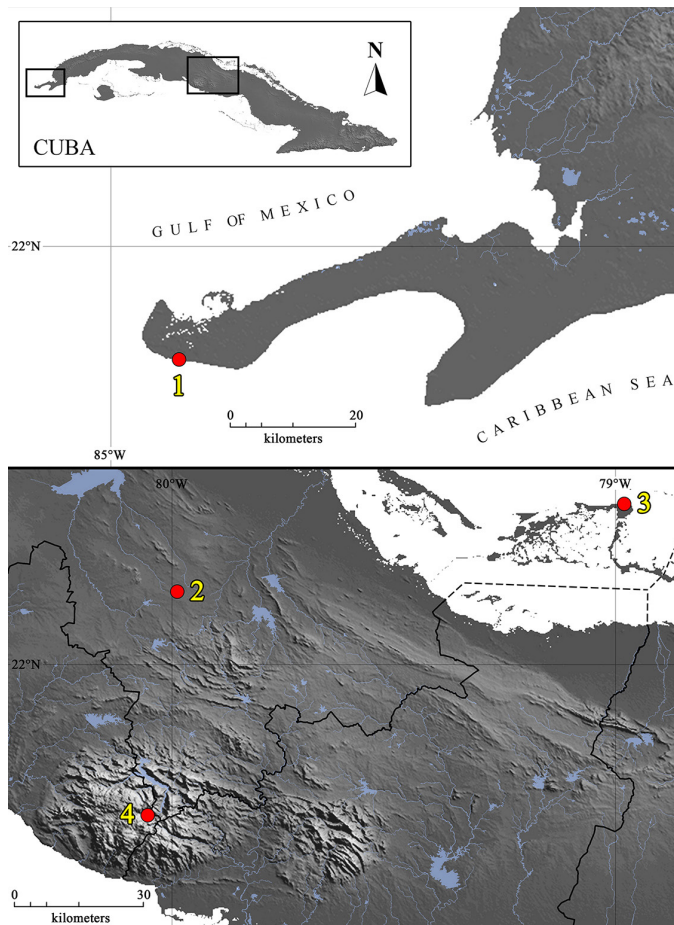 N
CUBA
GULF OF MEXICO
22°N
1
0 20
kilometers
CARIBBEAN SEA
85°W
80°W
79°W
3
2
22°N
4
0 30
kilometers